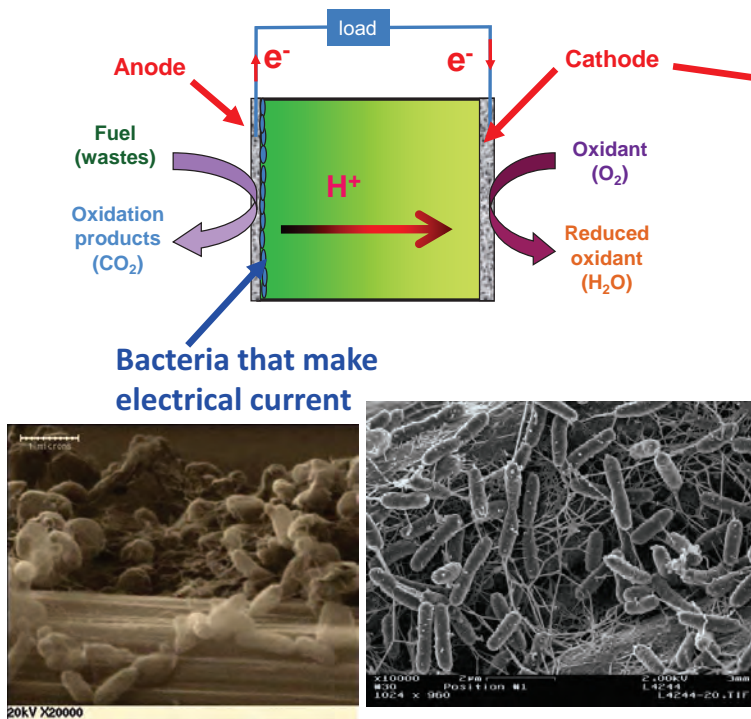 load
e⁻
e⁻
Anode
Cathode
Fuel
(wastes)
Oxidant
(O₂)
H⁺
Oxidation
products
(CO₂)
Reduced
oxidant
(H₂O)
Bacteria that make
electrical current
20kV X20000
x10000 2μm 2.00kV 3mm
#30 Position #1 L4244
1024 x 960 L4244-20.TIF